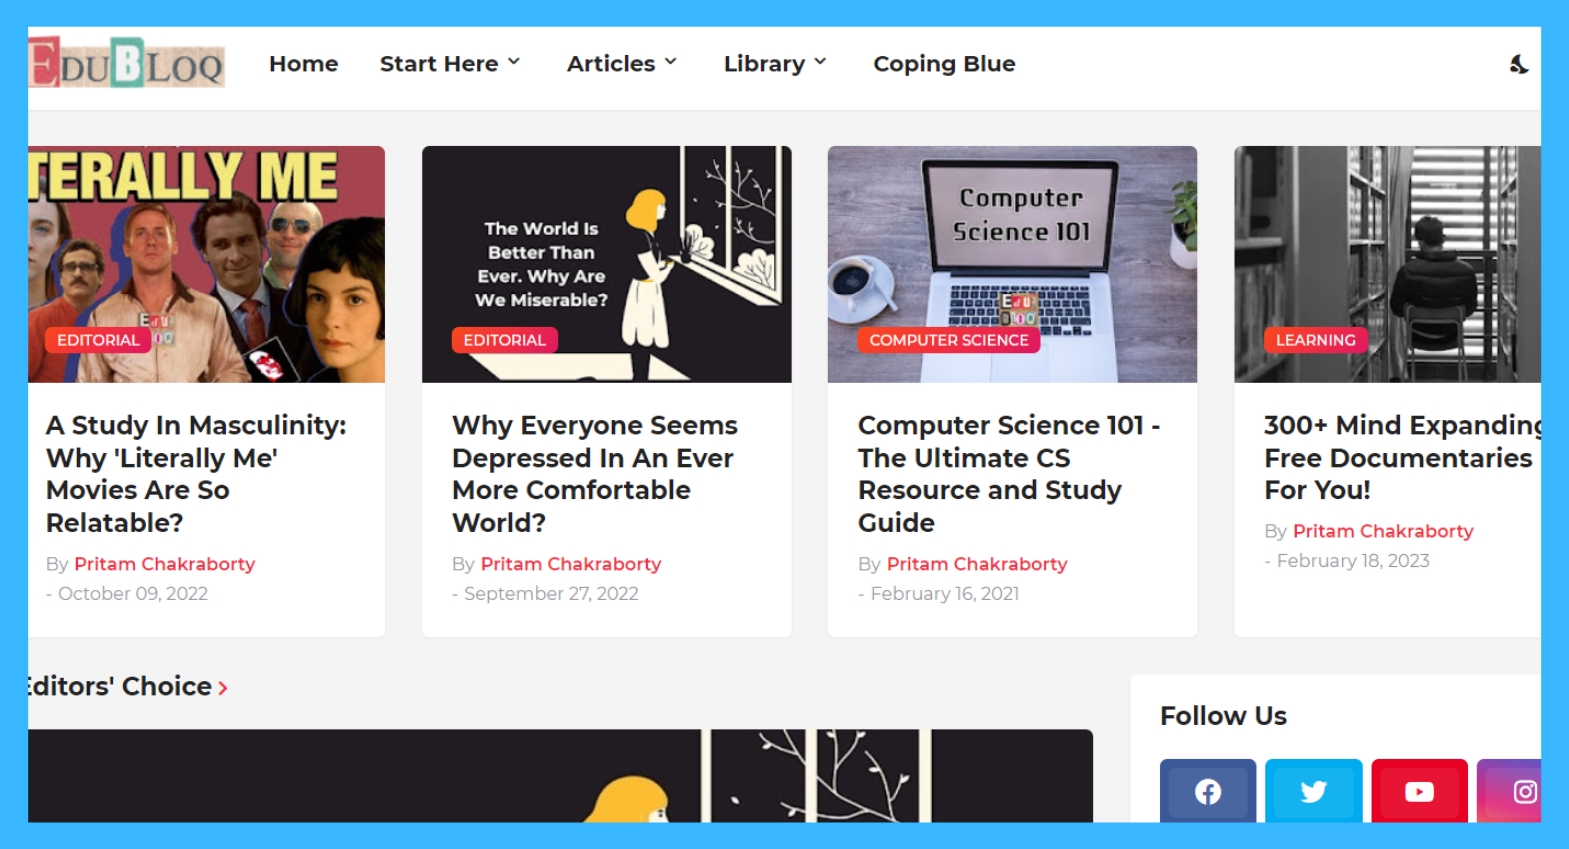 EDUBLOQ
Home Start Here Articles Library Coping Blue
TERALLY ME
EDITORIAL
A Study In Masculinity:
Why 'Literally Me'
Movies Are So
Relatable?
By Pritam Chakraborty
- October 09, 2022
The World Is
Better Than
Ever. Why Are
We Miserable?
EDITORIAL
Why Everyone Seems
Depressed In An Ever
More Comfortable
World?
By Pritam Chakraborty
- September 27, 2022
Computer
Science 101
COMPUTER SCIENCE
Computer Science 101 -
The Ultimate CS
Resource and Study
Guide
By Pritam Chakraborty
- February 16, 2021
LEARNING
300+ Mind Expanding
Free Documentaries
For You!
By Pritam Chakraborty
- February 18, 2023
Editors' Choice
Follow Us